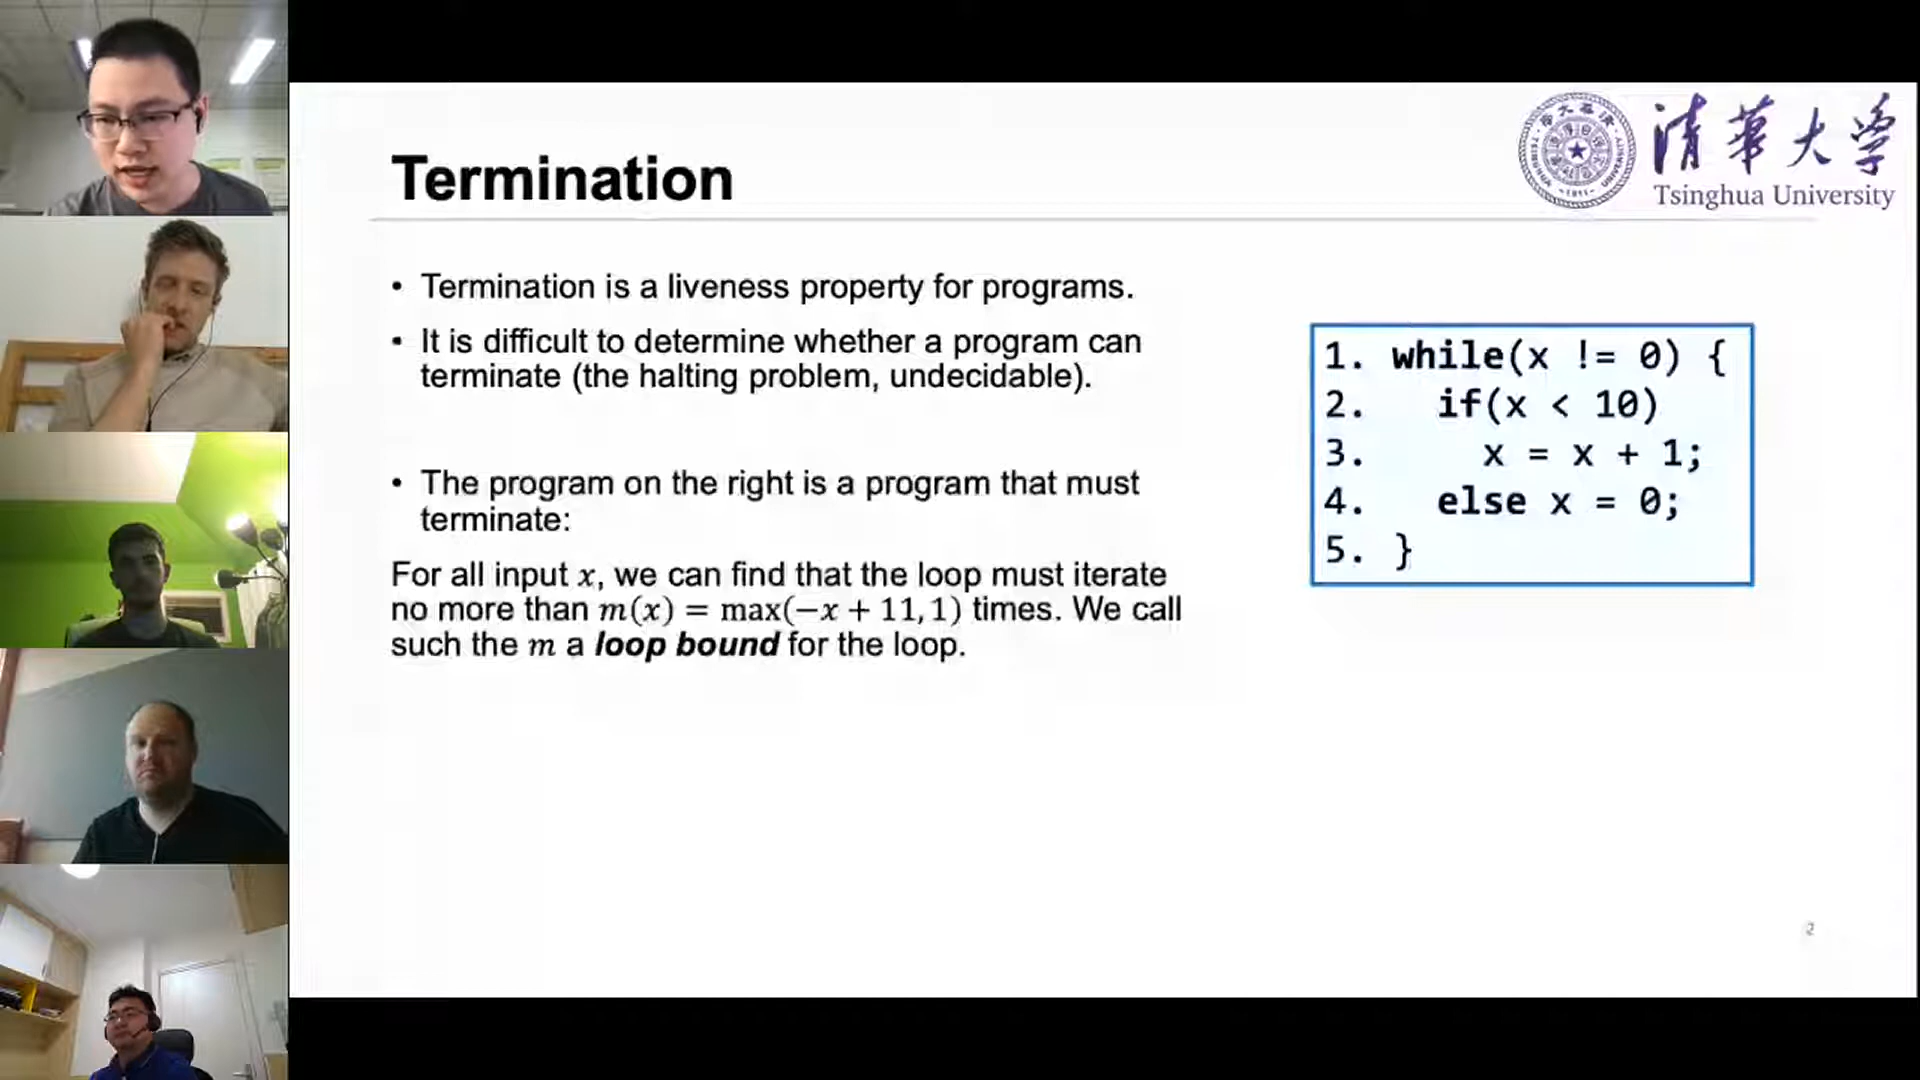 清華大学
Tsinghua University
Termination
• Termination is a liveness property for programs.
• It is difficult to determine whether a program can
terminate (the halting problem, undecidable).
• The program on the right is a program that must
terminate:
For all input x, we can find that the loop must iterate
no more than m(x) = max(−x + 11, 1) times. We call
such the m a loop bound for the loop.
1. while(x != 0) {
2. if(x < 10)
3. x = x + 1;
4. else x = 0;
5. }
2